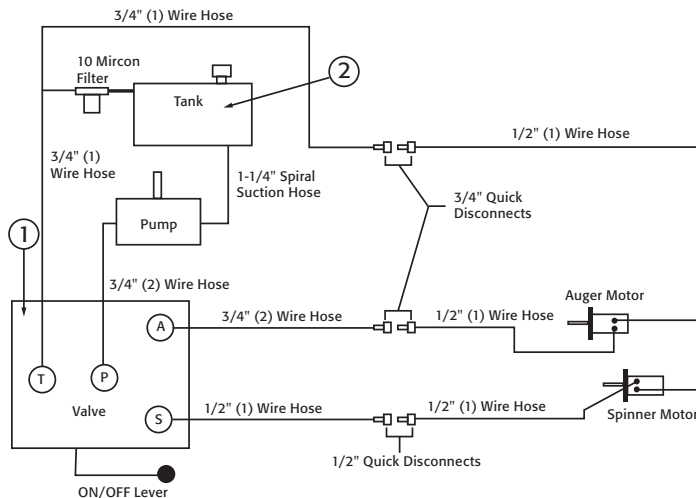 3/4" (1) Wire Hose
10 Mircon
Filter
2
Tank
1/2" (1) Wire Hose
3/4" (1)
Wire Hose
1-1/4" Spiral
Suction Hose
3/4" Quick
Disconnects
Pump
1
3/4" (2) Wire Hose
Auger Motor
A
3/4" (2) Wire Hose
1/2" (1) Wire Hose
T
P
Valve
S
1/2" (1) Wire Hose
1/2" (1) Wire Hose
Spinner Motor
1/2" Quick Disconnects
ON/OFF Lever